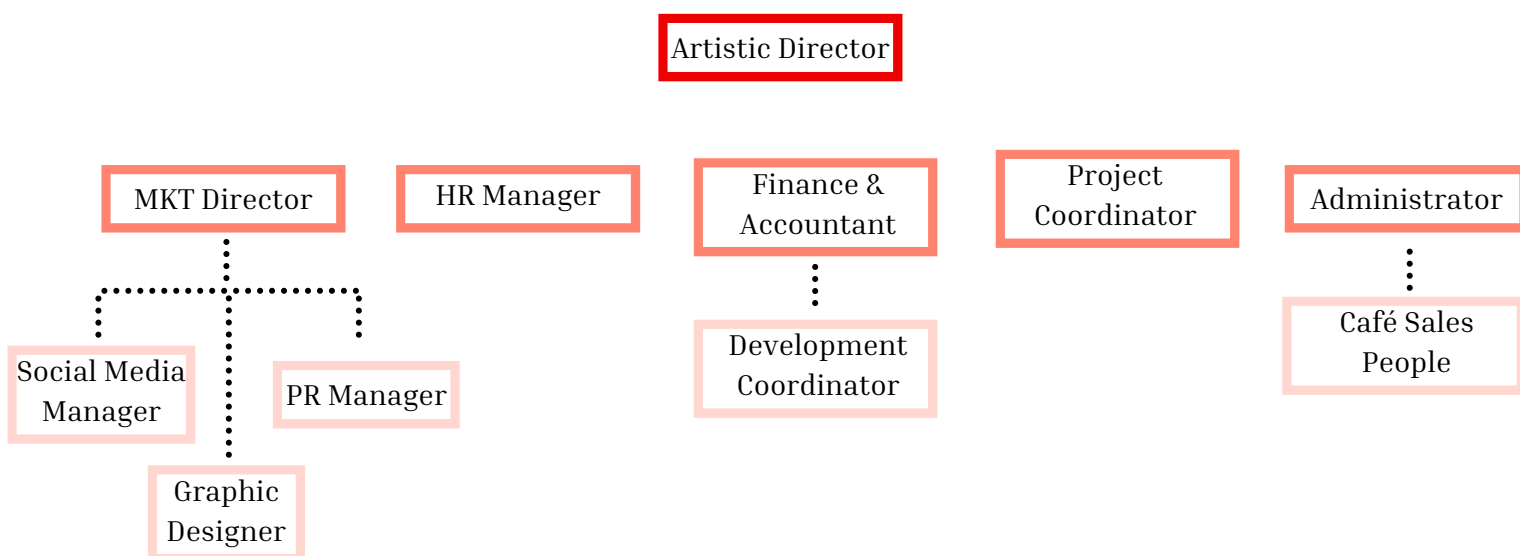 Artistic Director
MKT Director
HR Manager
Finance &
Accountant
Project
Coordinator
Administrator
Social Media
Manager
Graphic
Designer
PR Manager
Development
Coordinator
Café Sales
People